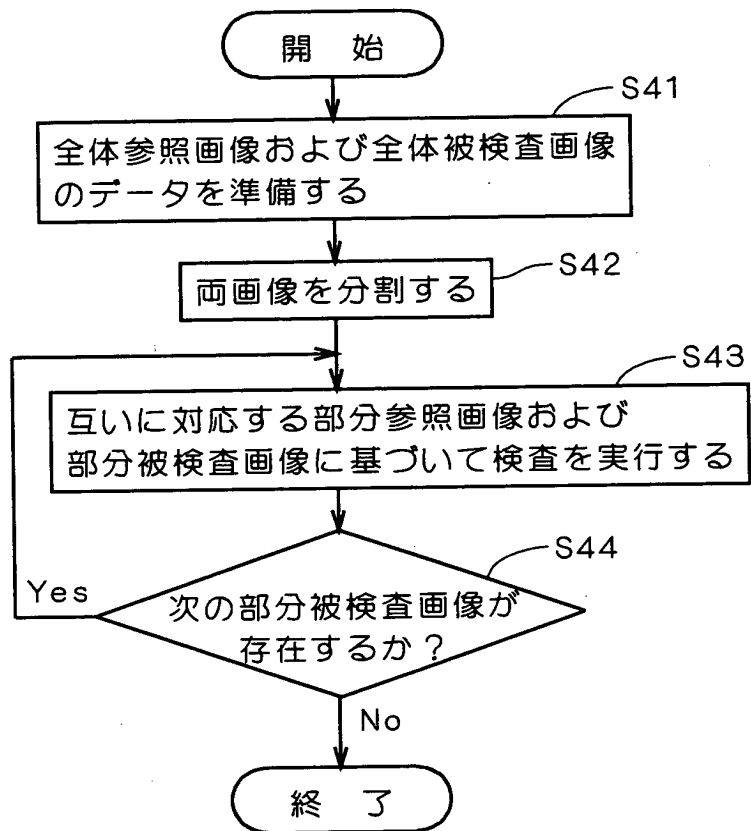 開 始
S41
全体参照画像および全体被検査画像
のデータを準備する
S42
両画像を分割する
S43
互いに対応する部分参照画像および
部分被検査画像に基づいて検査を実行する
S44
Yes
次の部分被検査画像が
存在するか？
No
終 了